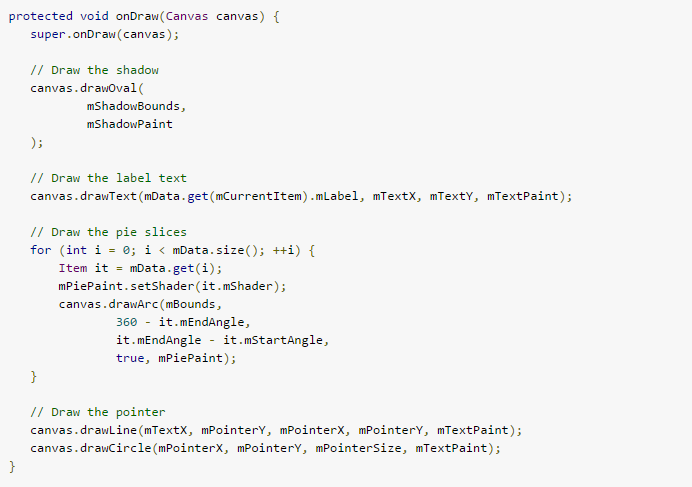 protected void onDraw(Canvas canvas) {
   super.onDraw(canvas);

   // Draw the shadow
   canvas.drawOval(
           mShadowBounds,
           mShadowPaint
   );

   // Draw the label text
   canvas.drawText(mData.get(mCurrentItem).mLabel, mTextX, mTextY, mTextPaint);

   // Draw the pie slices
   for (int i = 0; i < mData.size(); ++i) {
       Item it = mData.get(i);
       mPiePaint.setShader(it.mShader);
       canvas.drawArc(mBounds,
               360 - it.mEndAngle,
               it.mEndAngle - it.mStartAngle,
               true, mPiePaint);
   }

   // Draw the pointer
   canvas.drawLine(mTextX, mPointerY, mPointerX, mPointerY, mTextPaint);
   canvas.drawCircle(mPointerX, mPointerY, mPointerSize, mTextPaint);
}